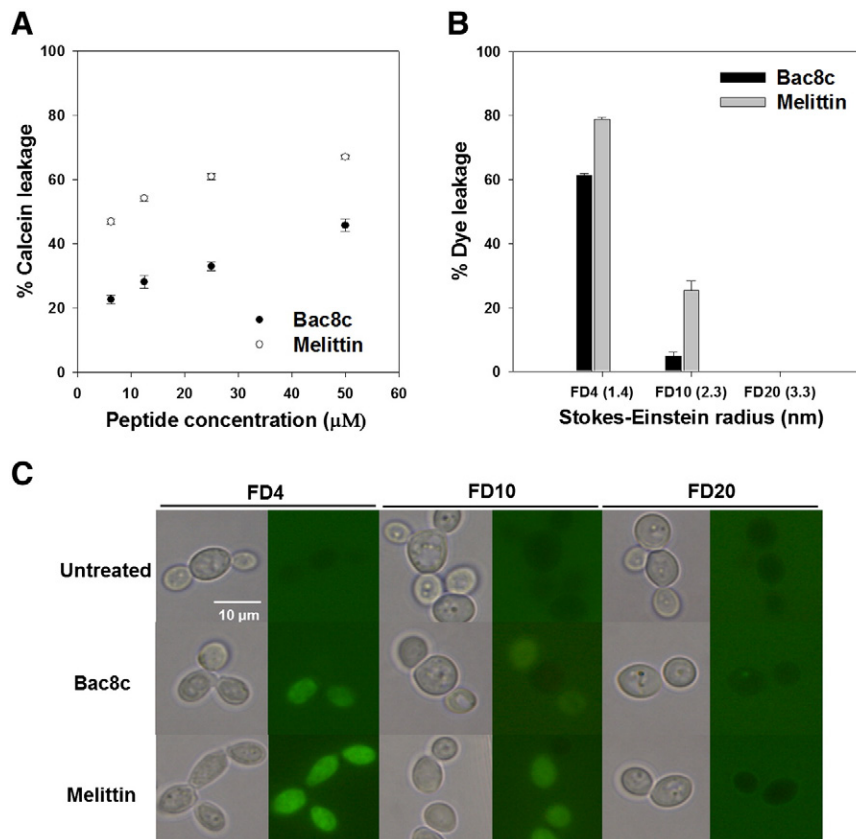 A
100
80
60
40
20
0
% Calcein leakage
0 10 20 30 40 50 60
Peptide concentration (μM)
Bac8c
Melittin
B
100
80
60
40
20
0
% Dye leakage
Bac8c
Melittin
FD4 (1.4) FD10 (2.3) FD20 (3.3)
Stokes-Einstein radius (nm)
C
FD4 FD10 FD20
Untreated
10 μm
Bac8c
Melittin